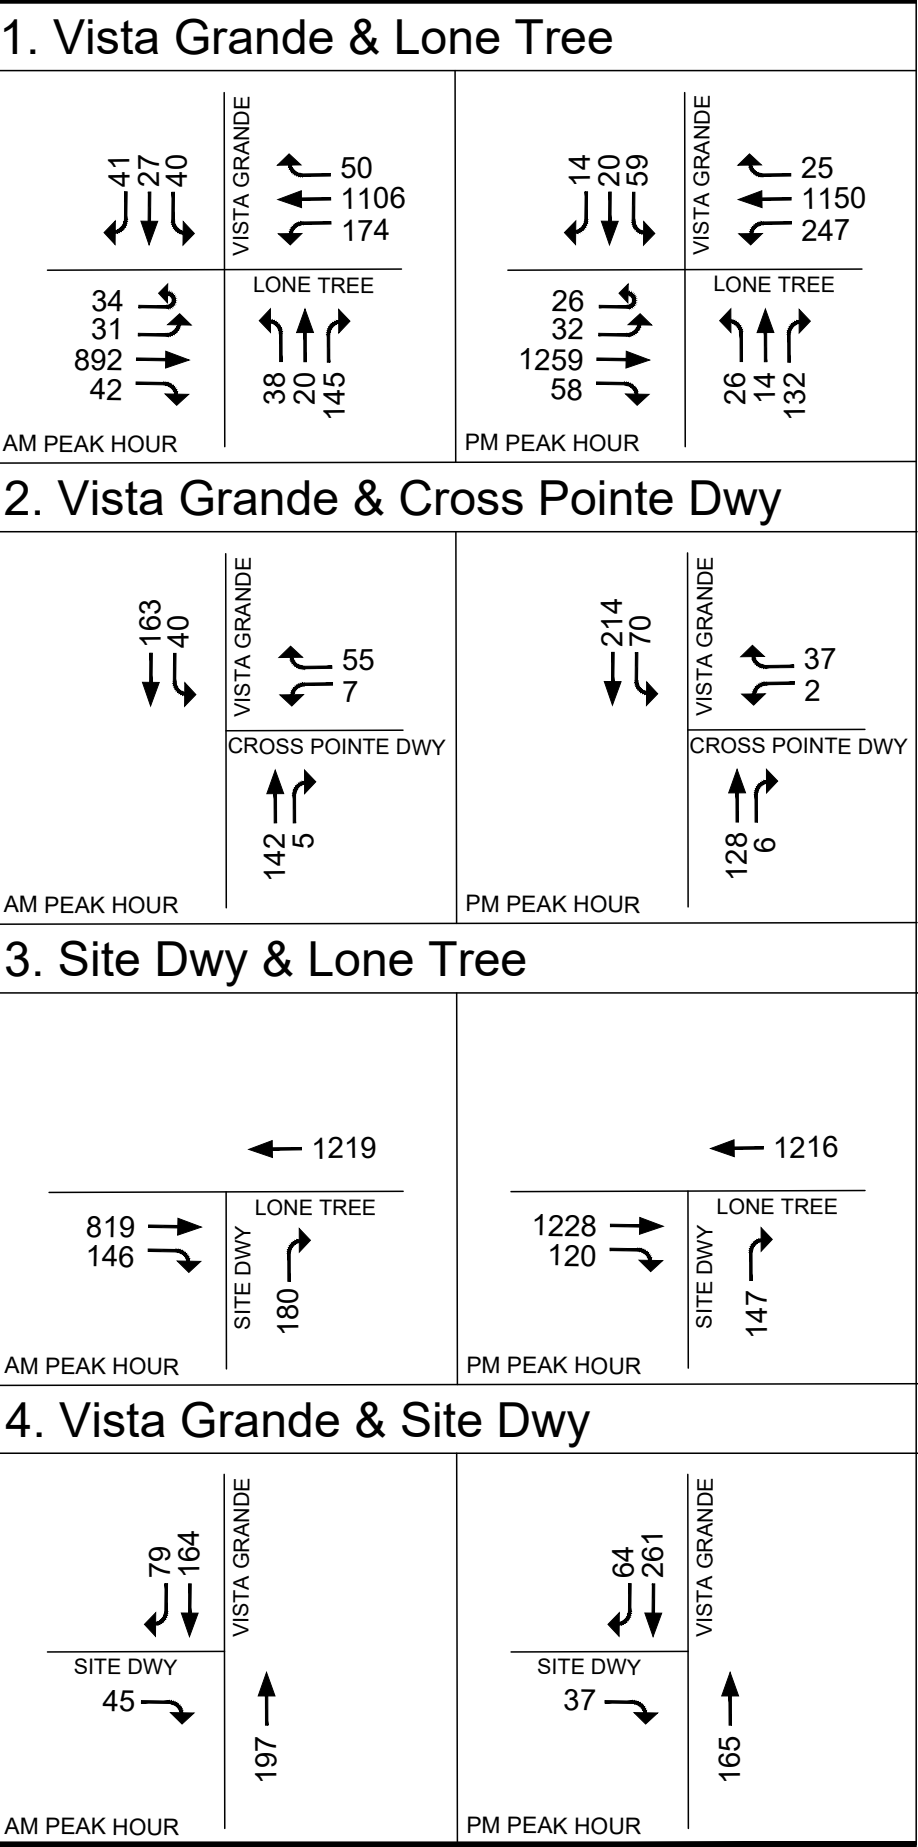 1. Vista Grande & Lone Tree
41 27 40
VISTA GRANDE
50
1106
174
LONE TREE
34
31
892
42
38 20 145
AM PEAK HOUR
14 20 59
VISTA GRANDE
25
1150
247
LONE TREE
26
32
1259
58
26 14 132
PM PEAK HOUR
2. Vista Grande & Cross Pointe Dwy
163 40
VISTA GRANDE
55
7
CROSS POINTE DWY
142 5
AM PEAK HOUR
214 70
VISTA GRANDE
37
2
CROSS POINTE DWY
128 6
PM PEAK HOUR
3. Site Dwy & Lone Tree
1219
LONE TREE
819
146
SITE DWY
180
AM PEAK HOUR
1216
LONE TREE
1228
120
SITE DWY
147
PM PEAK HOUR
4. Vista Grande & Site Dwy
79 164
VISTA GRANDE
SITE DWY
45
197
AM PEAK HOUR
64 261
VISTA GRANDE
SITE DWY
37
165
PM PEAK HOUR